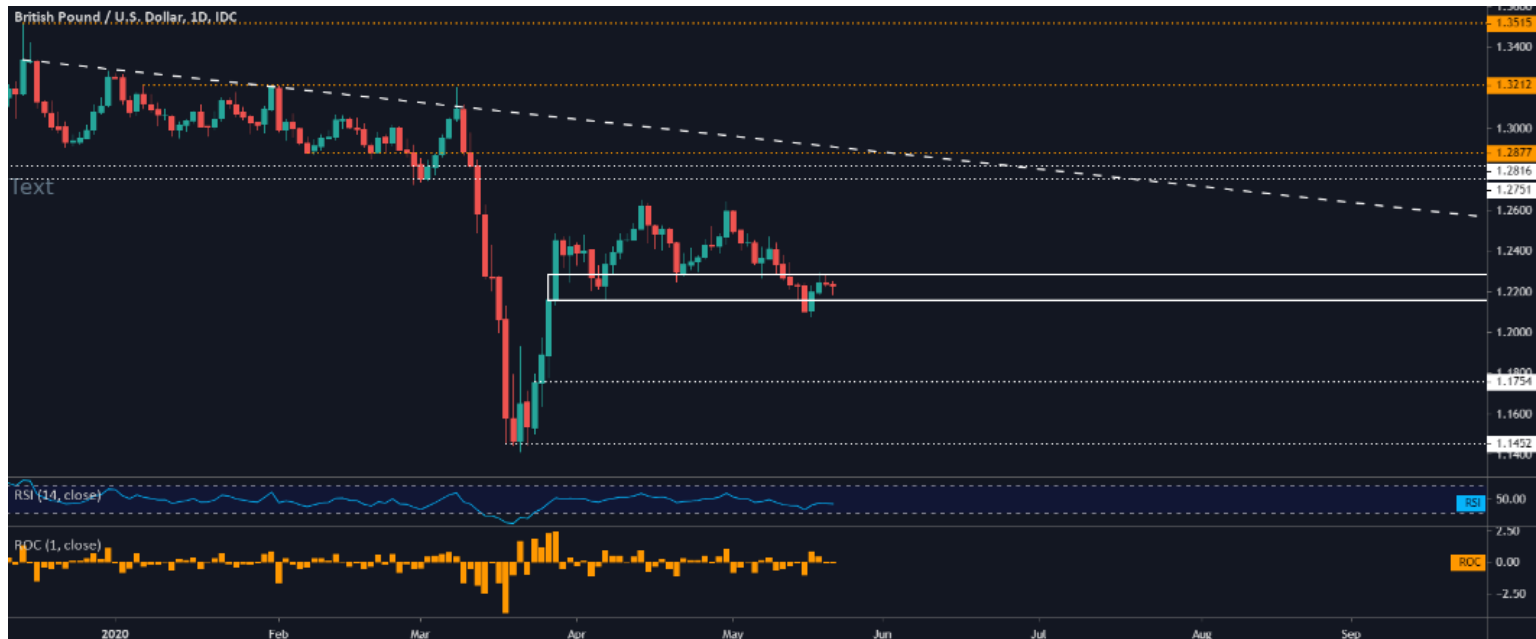 British Pound / U.S. Dollar, 1D, IDC
1.3515
1.3400
1.3212
1.3000
1.2877
1.2816
1.2751
Text
1.2600
1.2400
1.2200
1.2000
1.1800
1.1754
1.1600
1.1452
1.1400
RSI (14, close)
50.00
RSI
ROC (1, close)
2.50
ROC
0.00
−2.50
2020
Feb
Mar
Apr
May
Jun
Jul
Aug
Sep